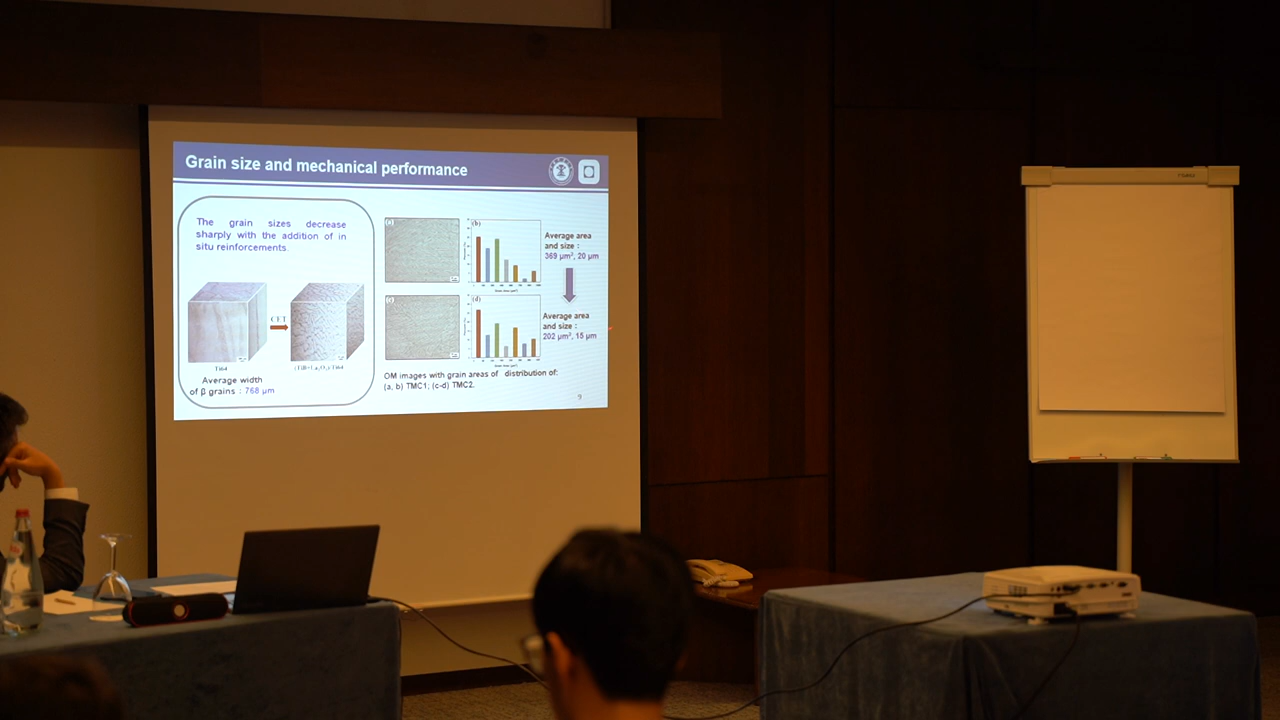 Grain size and mechanical performance
The grain sizes decrease
sharply with the addition of in
situ reinforcements.
CET
Ti64
Average width
of β grains : 768 μm
(a)
(b)
(c)
(d)
Average area
and size :
369 μm², 20 μm
Average area
and size :
202 μm², 15 μm
OM images with grain areas of distribution of:
(a, b) TMC1; (c-d) TMC2.
9